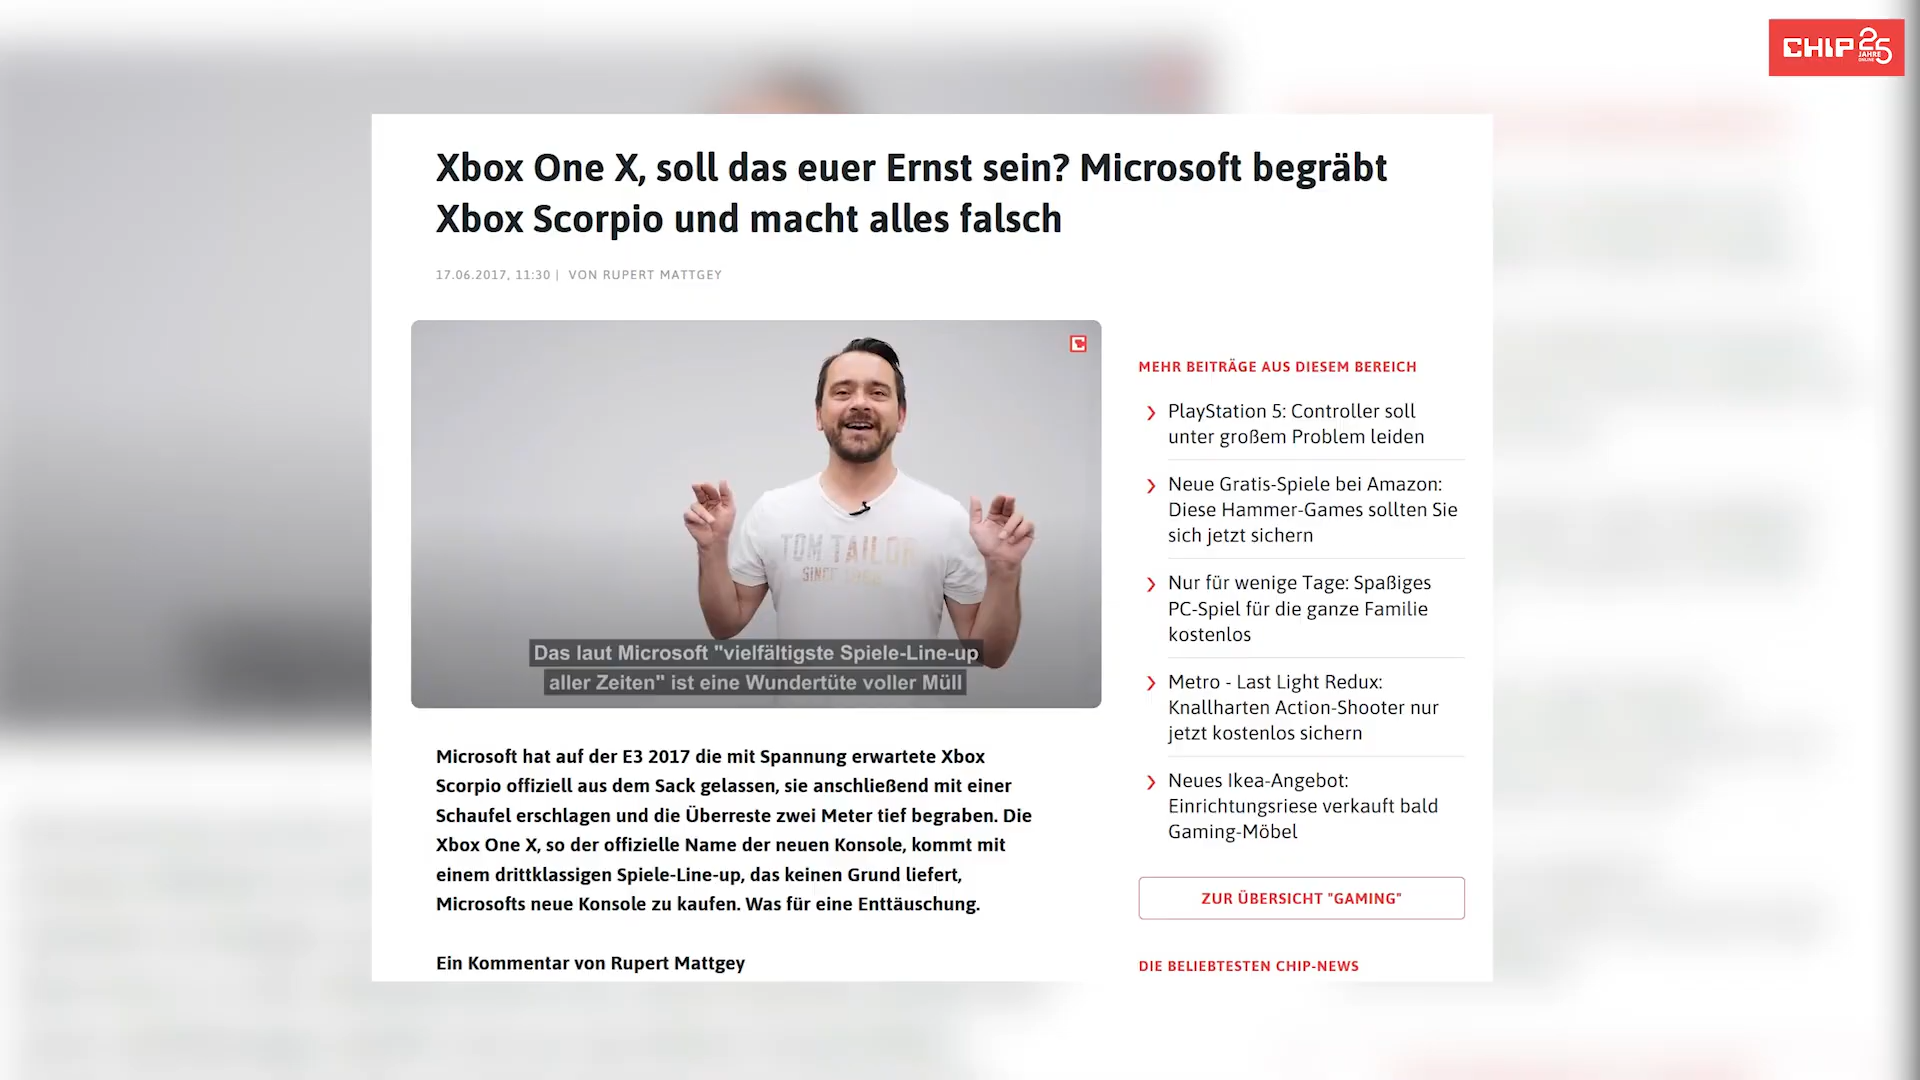 CHIP 25
JAHRE
ONLINE
Xbox One X, soll das euer Ernst sein? Microsoft begräbt
Xbox Scorpio und macht alles falsch
17.06.2017, 11:30 | VON RUPERT MATTGEY
TOM TAILOR
SINCE
Das laut Microsoft "vielfältigste Spiele-Line-up
aller Zeiten" ist eine Wundertüte voller Müll
Microsoft hat auf der E3 2017 die mit Spannung erwartete Xbox
Scorpio offiziell aus dem Sack gelassen, sie anschließend mit einer
Schaufel erschlagen und die Überreste zwei Meter tief begraben. Die
Xbox One X, so der offizielle Name der neuen Konsole, kommt mit
einem drittklassigen Spiele-Line-up, das keinen Grund liefert,
Microsofts neue Konsole zu kaufen. Was für eine Enttäuschung.
Ein Kommentar von Rupert Mattgey
MEHR BEITRÄGE AUS DIESEM BEREICH
PlayStation 5: Controller soll
unter großem Problem leiden
Neue Gratis-Spiele bei Amazon:
Diese Hammer-Games sollten Sie
sich jetzt sichern
Nur für wenige Tage: Spaßiges
PC-Spiel für die ganze Familie
kostenlos
Metro - Last Light Redux:
Knallharten Action-Shooter nur
jetzt kostenlos sichern
Neues Ikea-Angebot:
Einrichtungsriese verkauft bald
Gaming-Möbel
ZUR ÜBERSICHT "GAMING"
DIE BELIEBTESTEN CHIP-NEWS